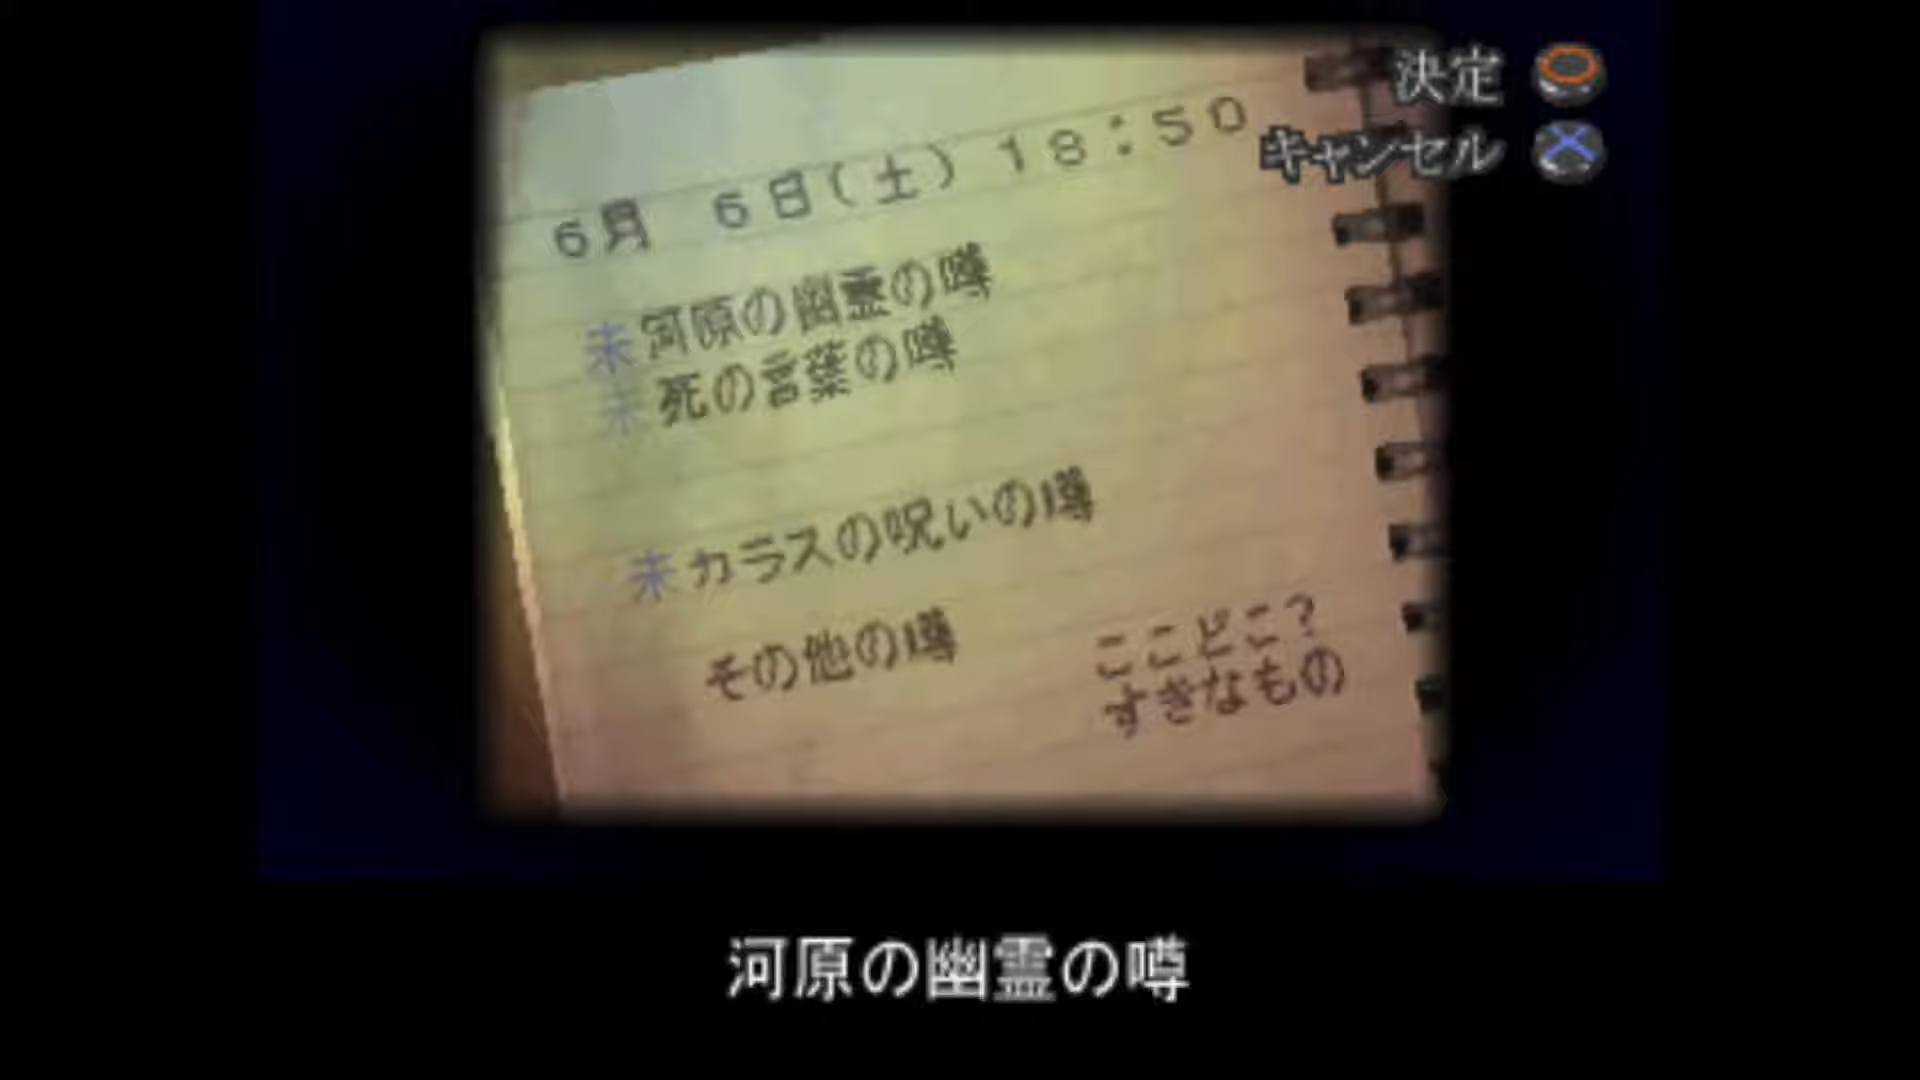 決定
キャンセル
6月 6日(土) 18:50
未 河原の幽霊の噂
未 死の言葉の噂
未 カラスの呪いの噂
その他の噂
ここどこ?
すきなもの
河原の幽霊の噂